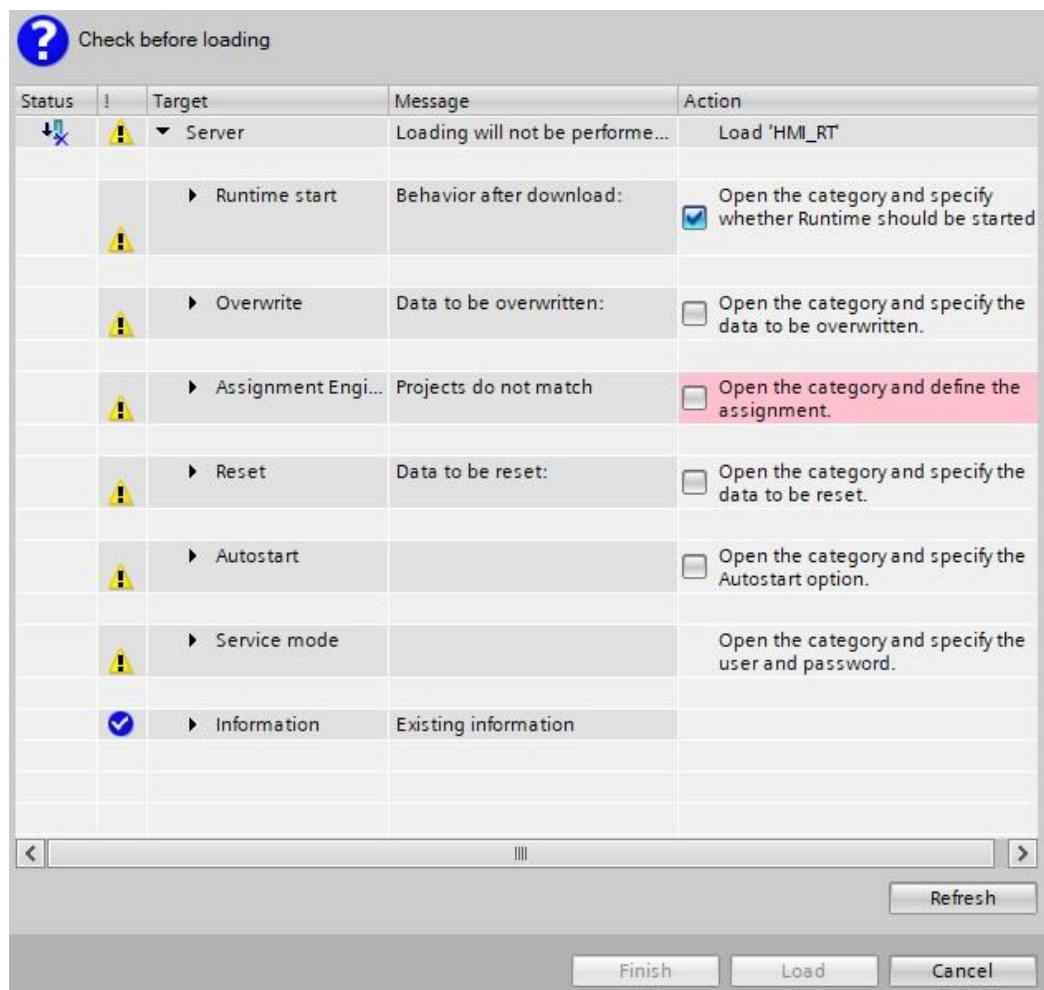 Check before loading
Status ! Target Message Action
Server Loading will not be performe... Load 'HMI_RT'
Runtime start Behavior after download: Open the category and specify
whether Runtime should be started
Overwrite Data to be overwritten: Open the category and specify the
data to be overwritten.
Assignment Engi... Projects do not match Open the category and define the
assignment.
Reset Data to be reset: Open the category and specify the
data to be reset.
Autostart Open the category and specify the
Autostart option.
Service mode Open the category and specify the
user and password.
Information Existing information
Refresh
Finish Load Cancel